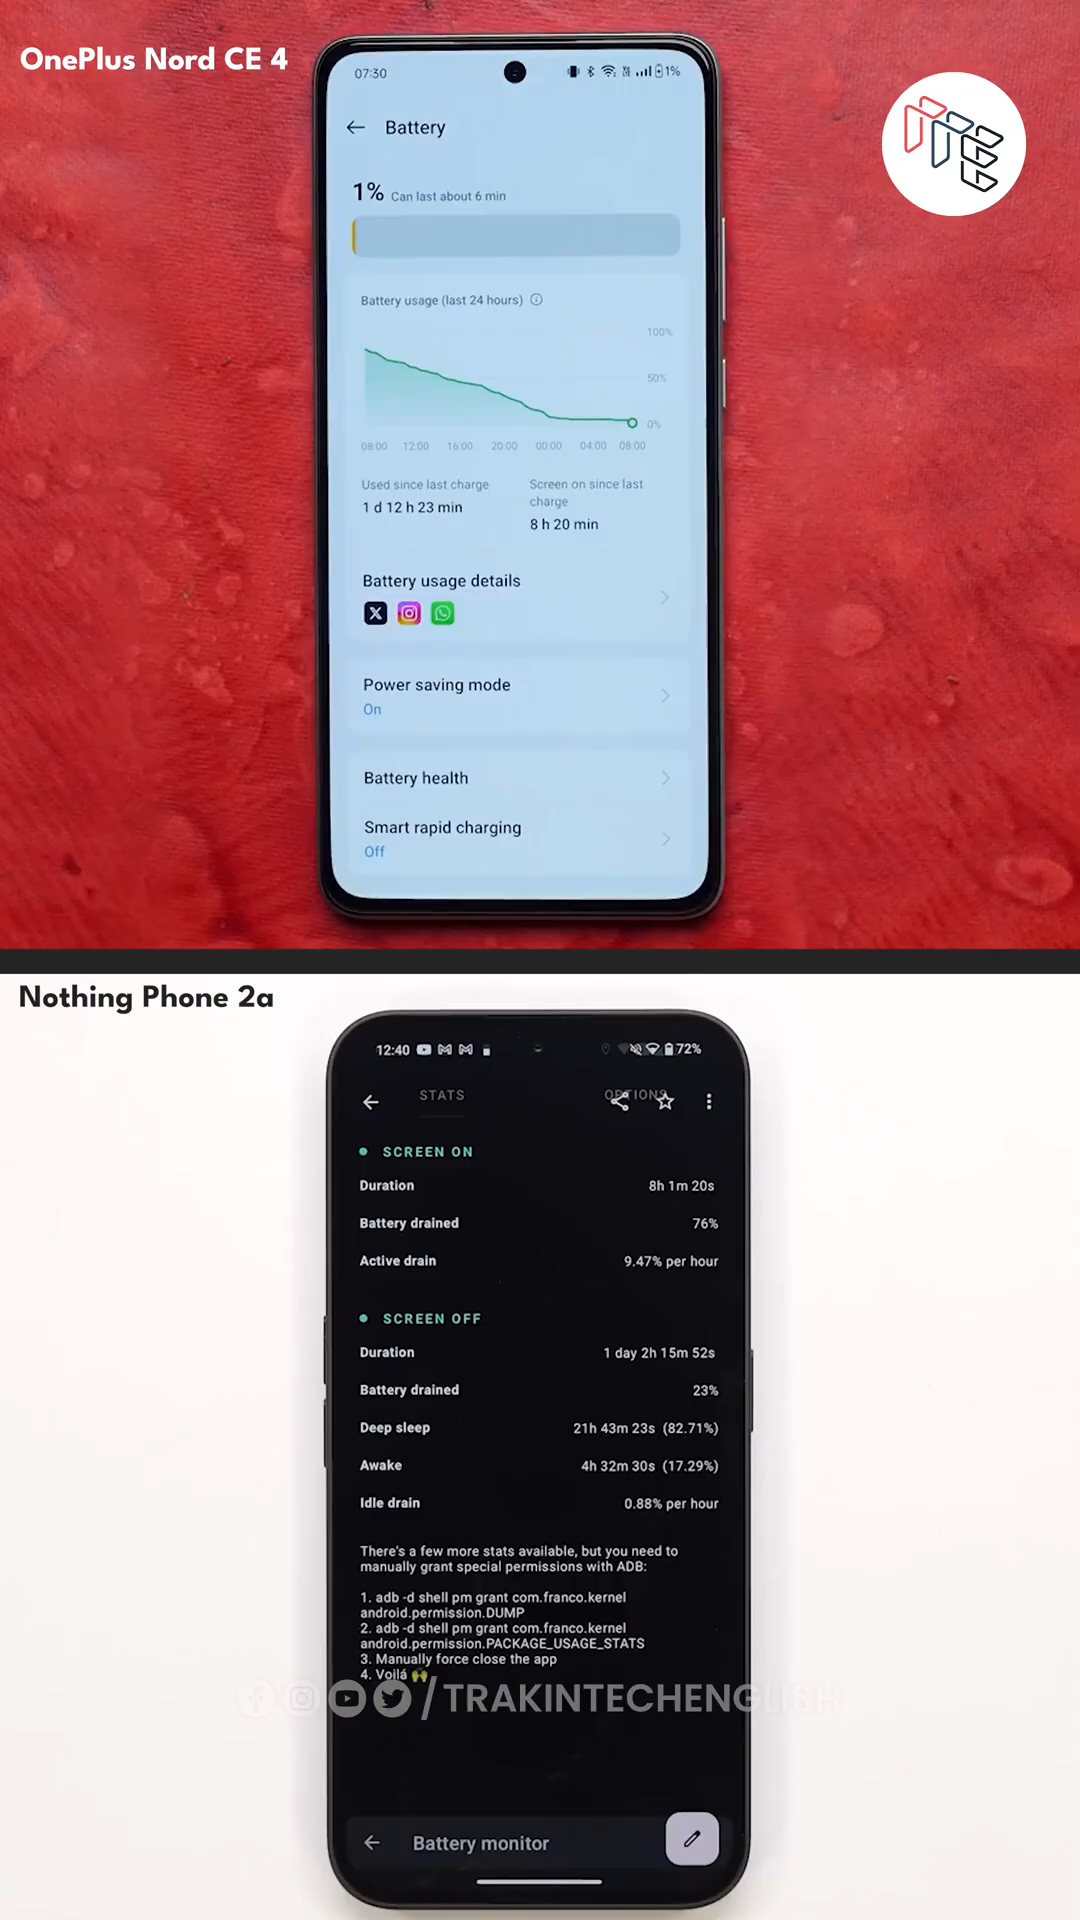 OnePlus Nord CE 4
07:30
1%
Battery
1% Can last about 6 min
Battery usage (last 24 hours)
100%
50%
0%
08:00 12:00 16:00 20:00 00:00 04:00 08:00
Used since last charge
1 d 12 h 23 min
Screen on since last
charge
8 h 20 min
Battery usage details
Power saving mode
On
Battery health
Smart rapid charging
Off
Nothing Phone 2a
12:40
72%
STATS
OPTIONS
SCREEN ON
Duration 8h 1m 20s
Battery drained 76%
Active drain 9.47% per hour
SCREEN OFF
Duration 1 day 2h 15m 52s
Battery drained 23%
Deep sleep 21h 43m 23s (82.71%)
Awake 4h 32m 30s (17.29%)
Idle drain 0.88% per hour
There's a few more stats available, but you need to
manually grant special permissions with ADB:
1. adb -d shell pm grant com.franco.kernel
android.permission.DUMP
2. adb -d shell pm grant com.franco.kernel
android.permission.PACKAGE_USAGE_STATS
3. Manually force close the app
4. Voilá 🙌
/TRAKINTECHENGLISH
Battery monitor